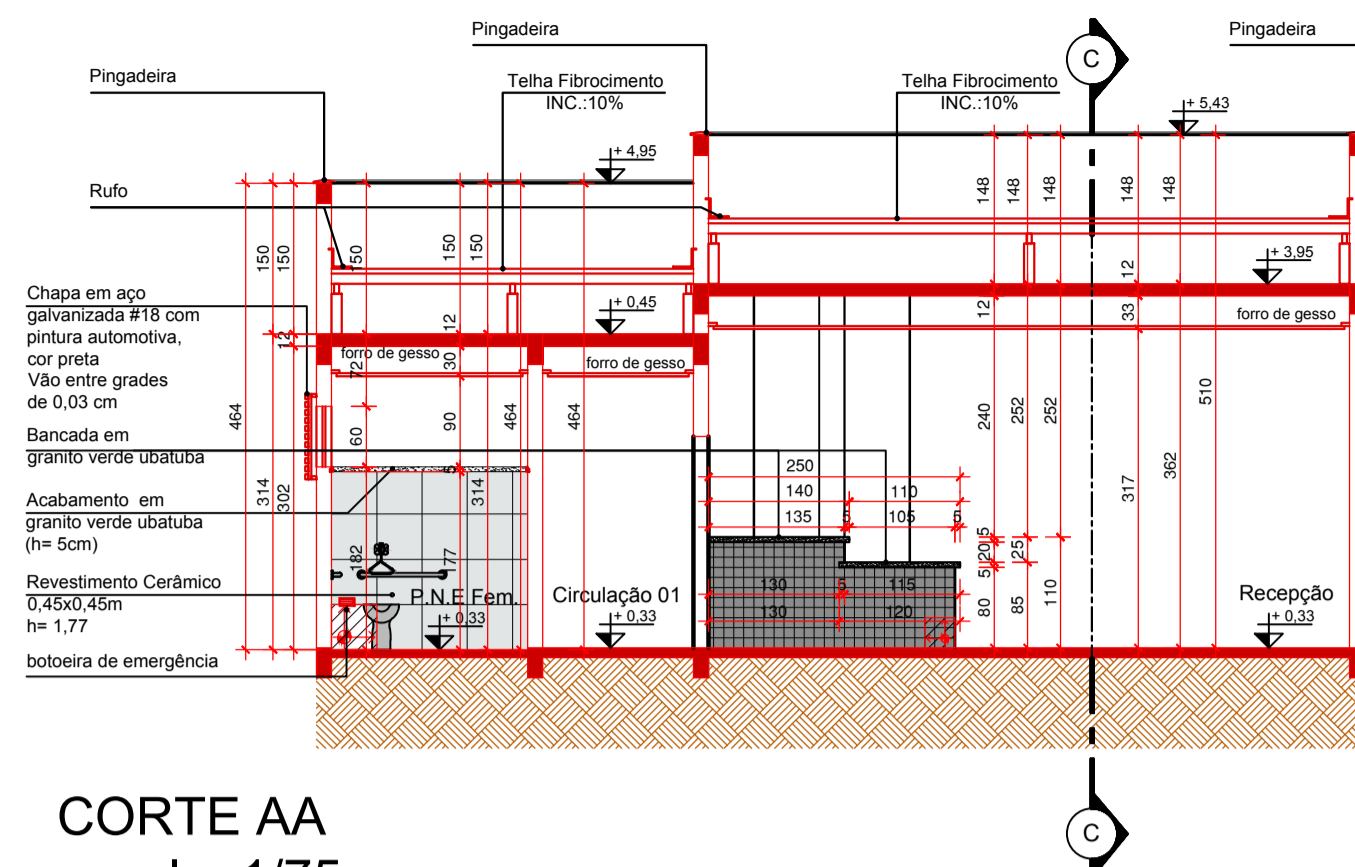 Pingadeira
Pingadeira
Pingadeira
C
Telha Fibrocimento
INC.:10%
Telha Fibrocimento
INC.:10%
+ 5,43
+ 4,95
Rufo
148
148
148
148
148
150
150
150
150
150
+ 3,95
12
Chapa em aço
galvanizada #18 com
pintura automotiva,
cor preta
Vão entre grades
de 0,03 cm
+ 0,45
12
12
12
33
forro de gesso
forro de gesso
forro de gesso
72
30
464
60
90
464
464
240
252
252
510
Bancada em
granito verde ubatuba
Acabamento em
granito verde ubatuba
(h= 5cm)
314
302
5
314
250
140
110
135
5
105
5
317
362
182
177
5
20
5
25
Revestimento Cerâmico
0,45x0,45m
h= 1,77
P.N.E Fem.
+ 0,33
Circulação 01
+ 0,33
130
5
115
130
120
80
85
110
Recepção
+ 0,33
botoeira de emergência
CORTE AA
C